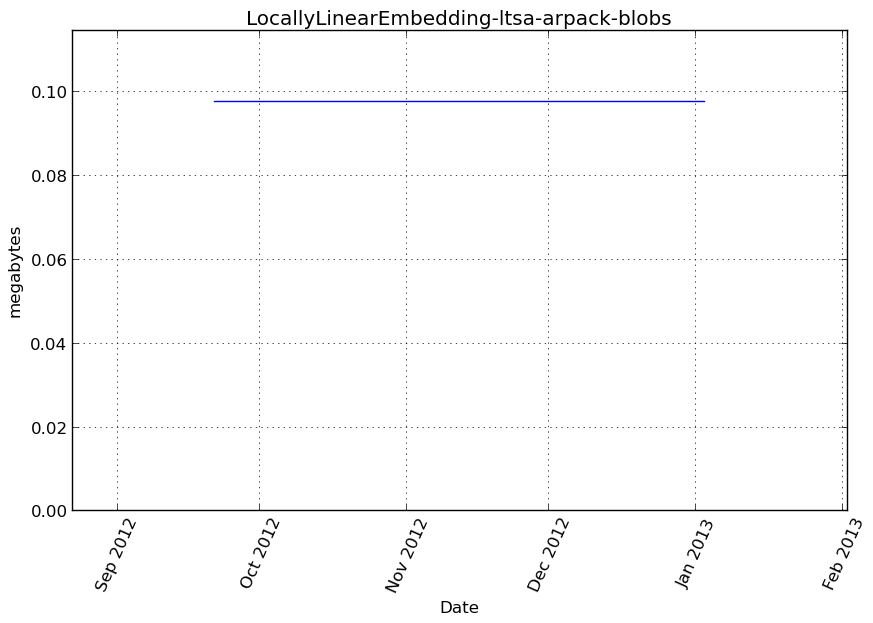 LocallyLinearEmbedding-ltsa-arpack-blobs
0.10
0.08
0.06
0.04
0.02
0.00
megabytes
Sep 2012
Oct 2012
Nov 2012
Dec 2012
Jan 2013
Feb 2013
Date